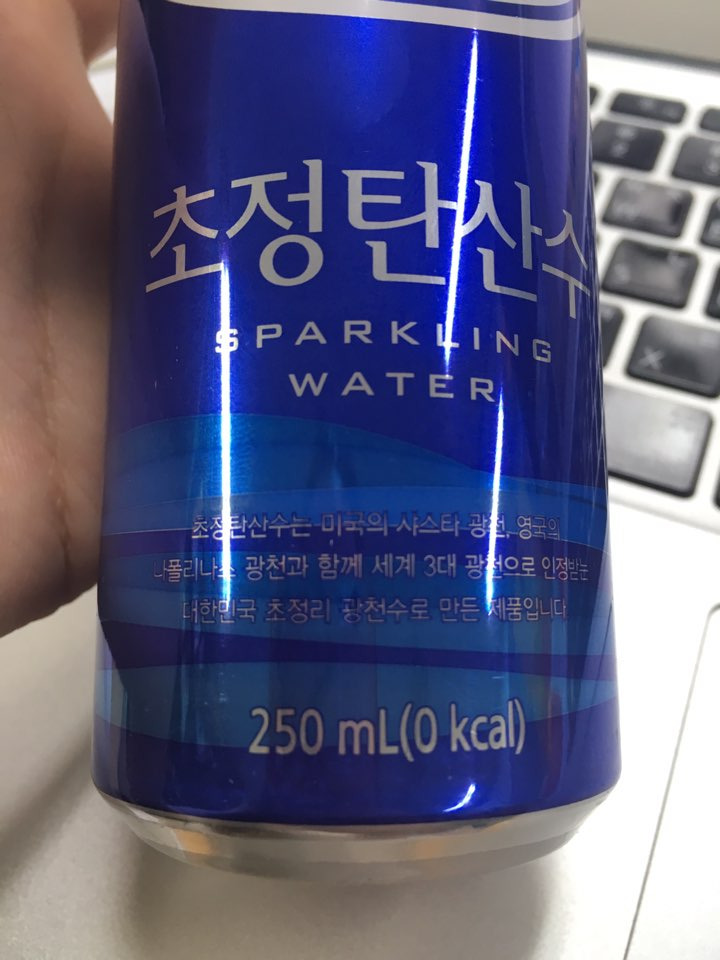 초정탄산수
SPARKLING
WATER
초정탄산수는 미국의 샤스타 광천, 영국의
나폴리나스 광천과 함께 세계 3대 광천으로 인정받는
대한민국 초정리 광천수로 만든 제품입니다.
250 mL(0 kcal)
X